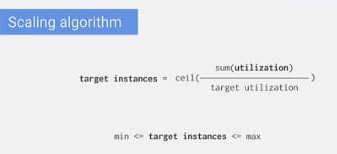 Scaling algorithm
sum(utilization)
target instances = ceil(
)
target utilization
min <= target instances <= max